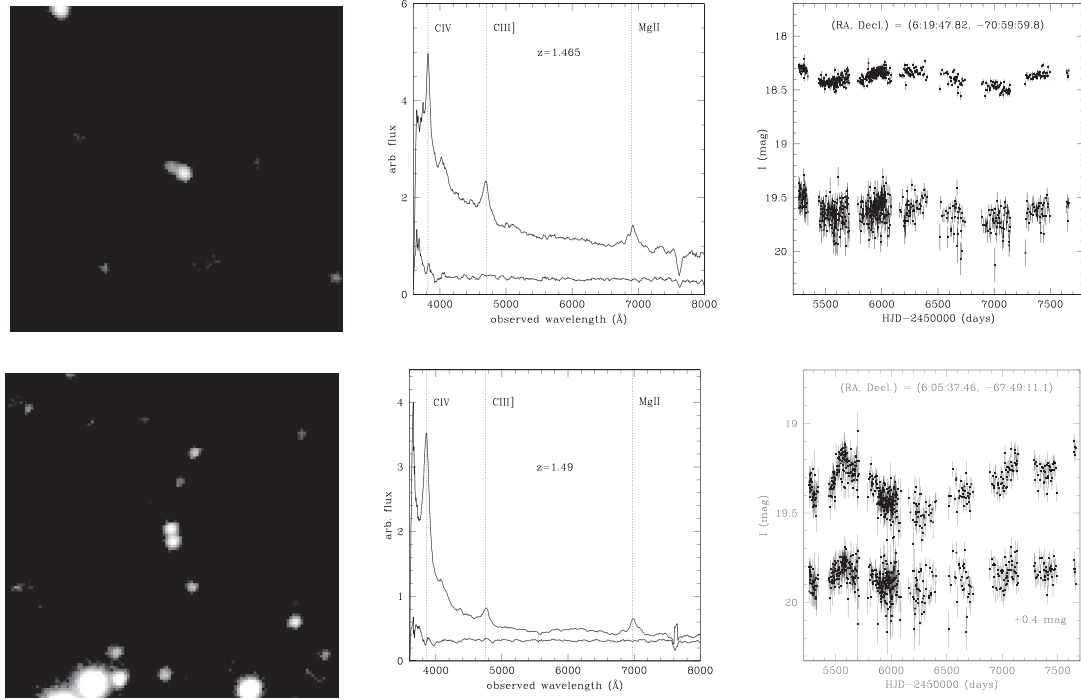 6
CIV
CIII]
MgII
z=1.465
4
2
0
arb. flux
4000
5000
6000
7000
8000
observed wavelength (Å)
(RA, Decl.) = (6:19:47.82, −70:59:59.8)
18
18.5
19
19.5
20
I (mag)
5500
6000
6500
7000
7500
HJD−2450000 (days)
4
CIV
CIII]
MgII
z=1.49
3
2
1
0
arb. flux
4000
5000
6000
7000
8000
observed wavelength (Å)
(RA, Decl.) = (6:05:37.46, −67:49:11.1)
19
19.5
20
I (mag)
+0.4 mag
5500
6000
6500
7000
7500
HJD−2450000 (days)